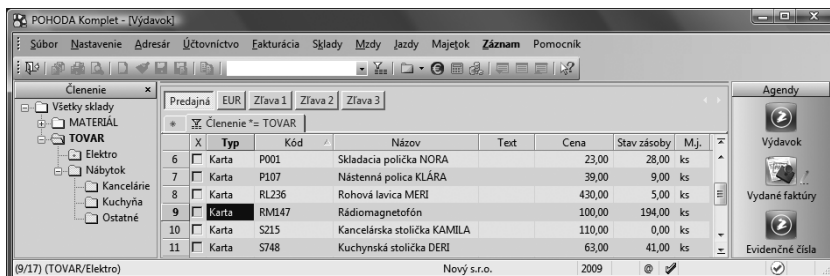 POHODA Komplet - [Výdavok]
Súbor Nastavenie Adresár Účtovníctvo Fakturácia Sklady Mzdy Jazdy Majetok Záznam Pomocník
Členenie x
Všetky sklady
MATERIÁL
TOVAR
Elektro
Nábytok
Kancelárie
Kuchyňa
Ostatné
Predajná EUR Zľava 1 Zľava 2 Zľava 3
* Členenie *= TOVAR
X Typ Kód Názov Text Cena Stav zásoby M.j.
6 Karta P001 Skladacia polička NORA 23,00 28,00 ks
7 Karta P107 Nástenná polica KLÁRA 39,00 9,00 ks
8 Karta RL236 Rohová lavica MERI 430,00 5,00 ks
9 Karta RM147 Rádiomagnetofón 100,00 194,00 ks
10 Karta S215 Kancelárska stolička KAMILA 110,00 0,00 ks
11 Karta S748 Kuchynská stolička DERI 63,00 41,00 ks
Agendy
Výdavok
Vydané faktúry
Evidenčné čísla
(9/17) (TOVAR/Elektro) Nový s.r.o. 2009 @